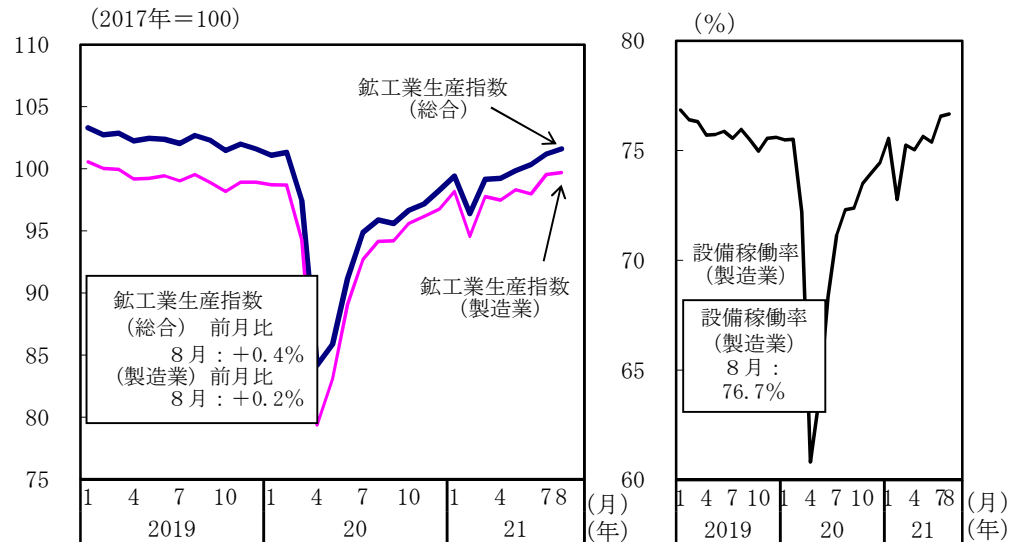 (2017年＝100)
110
105
100
95
90
85
80
75
鉱工業生産指数
(総合)
鉱工業生産指数
(製造業)
鉱工業生産指数
(総合) 前月比
８月：＋0.4％
(製造業) 前月比
８月：＋0.2％
1 4 7 10 1 4 7 10 1 4 78 (月)
2019 20 21 (年)
(％)
80
75
70
65
60
設備稼働率
(製造業)
設備稼働率
(製造業)
８月：
76.7％
1 4 7 10 1 4 7 10 1 4 78 (月)
2019 20 21 (年)